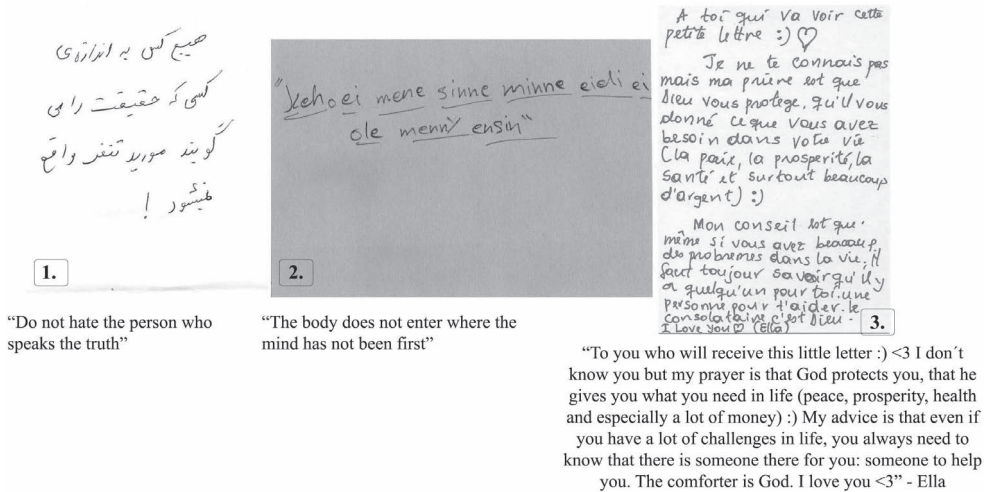 هیچ کس به اندازه‌ی
کسی که حقیقت را می
گویند مورد تنفر واقع
نمیشود !
1.
"Do not hate the person who
speaks the truth"
"Kehoei mene sinne minne eidi ei
ole menny ensin"
2.
"The body does not enter where the
mind has not been first"
A toi qui va voir cette
petite lettre :) ♡
Je ne te connais pas
mais ma prière est que
Dieu vous protège, qu'il vous
donné ce que vous avez
besoin dans votre vie
(la paix, la prosperité, la
santé et surtout beaucoup
d'argent) :)
Mon conseil est que
même si vous avez beaucoup
des problemes dans la vie, il
faut toujour savoir qu'il y
a quelqu'un pour toi. une
personne pour t'aider. le
consolataire c'est Dieu -
I Love you ♡ (Ella)
3.
"To you who will receive this little letter :) <3 I don´t
know you but my prayer is that God protects you, that he
gives you what you need in life (peace, prosperity, health
and especially a lot of money) :) My advice is that even if
you have a lot of challenges in life, you always need to
know that there is someone there for you: someone to help
you. The comforter is God. I love you <3" - Ella